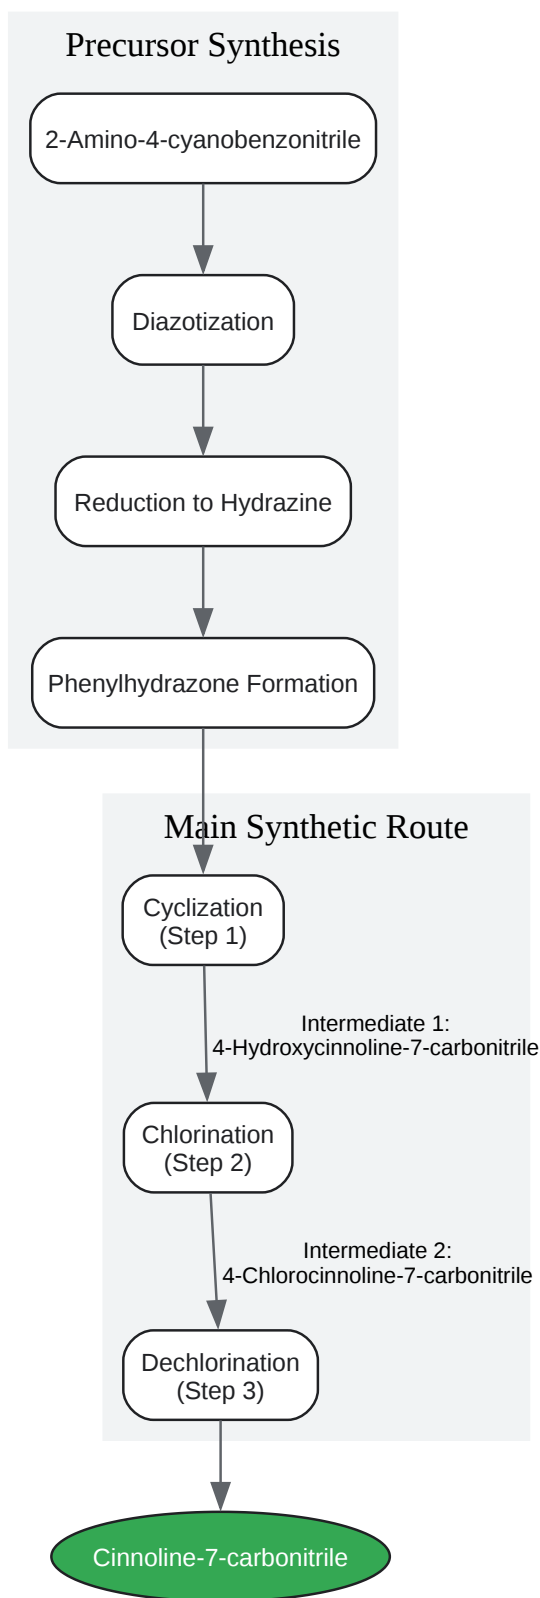 Precursor Synthesis
2-Amino-4-cyanobenzonitrile
Diazotization
Reduction to Hydrazine
Phenylhydrazone Formation
Main Synthetic Route
Cyclization
(Step 1)
Intermediate 1:
4-Hydroxycinnoline-7-carbonitrile
Chlorination
(Step 2)
Intermediate 2:
4-Chlorocinnoline-7-carbonitrile
Dechlorination
(Step 3)
Cinnoline-7-carbonitrile